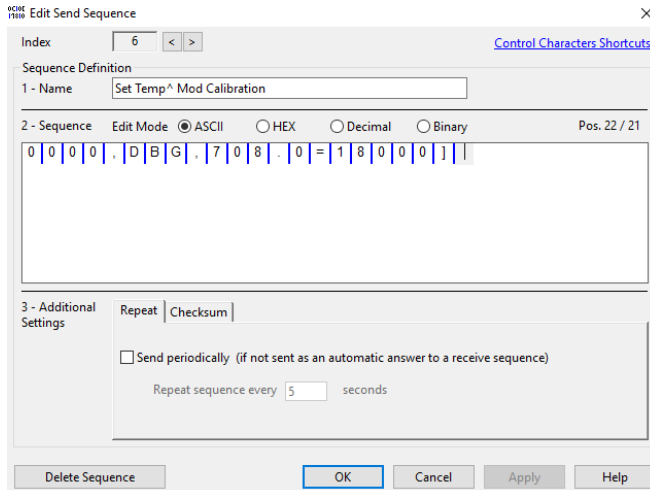 Edit Send Sequence
Index 6 < > Control Characters Shortcuts
Sequence Definition
1 - Name Set Temp^ Mod Calibration
2 - Sequence Edit Mode ASCII HEX Decimal Binary Pos. 22 / 21
0000,DBG,708.0=18000]
3 - Additional Settings
Repeat Checksum
Send periodically (if not sent as an automatic answer to a receive sequence)
Repeat sequence every 5 seconds
Delete Sequence OK Cancel Apply Help